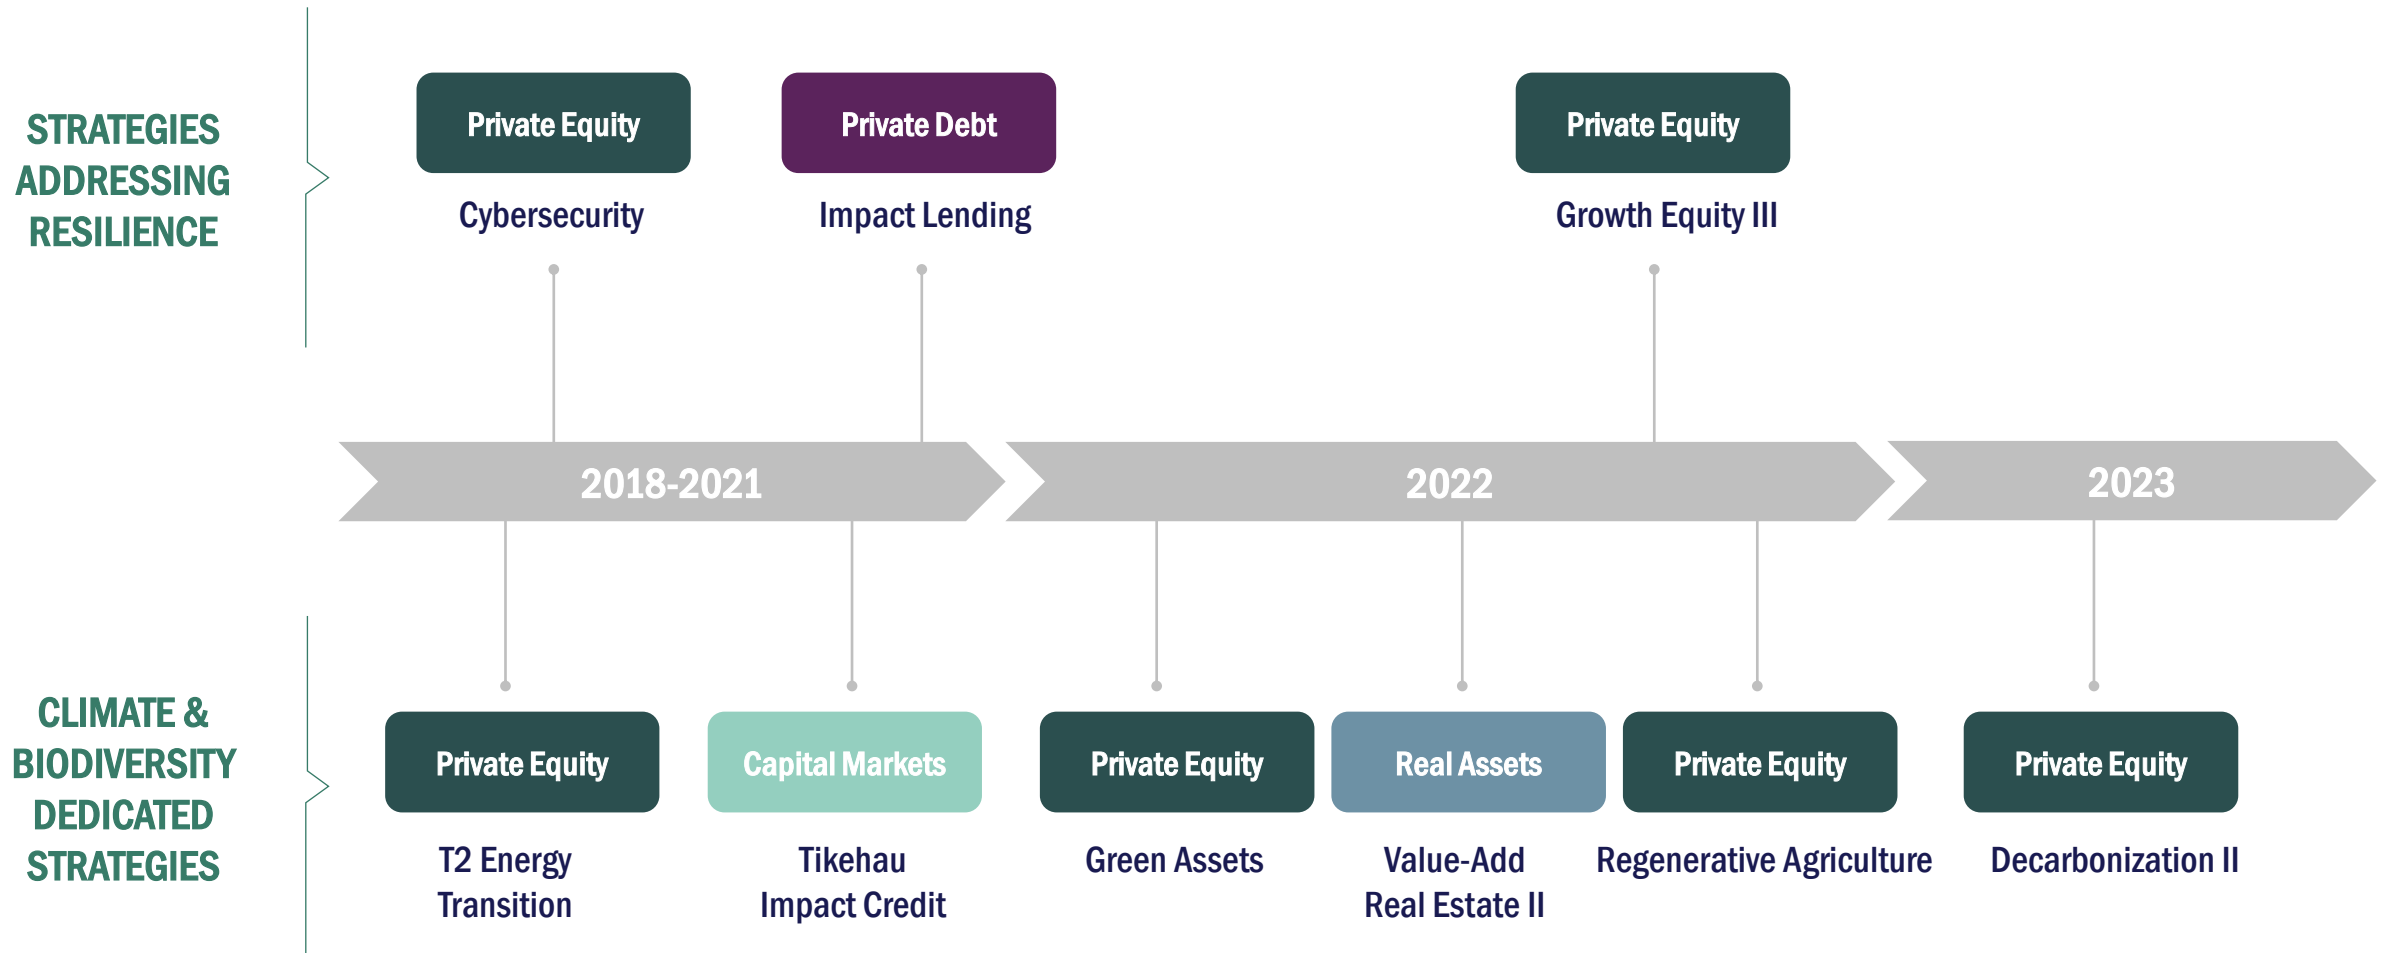 STRATEGIES
ADDRESSING
RESILIENCE
Private Equity
Private Debt
Private Equity
Cybersecurity
Impact Lending
Growth Equity III
2018-2021
2022
2023
CLIMATE &
BIODIVERSITY
DEDICATED
STRATEGIES
Private Equity
Capital Markets
Private Equity
Real Assets
Private Equity
Private Equity
T2 Energy
Transition
Tikehau
Impact Credit
Green Assets
Value-Add
Real Estate II
Regenerative Agriculture
Decarbonization II